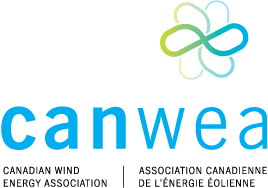 canwea
CANADIAN WIND
ENERGY ASSOCIATION
ASSOCIATION CANADIENNE
DE L'ÉNERGIE ÉOLIENNE